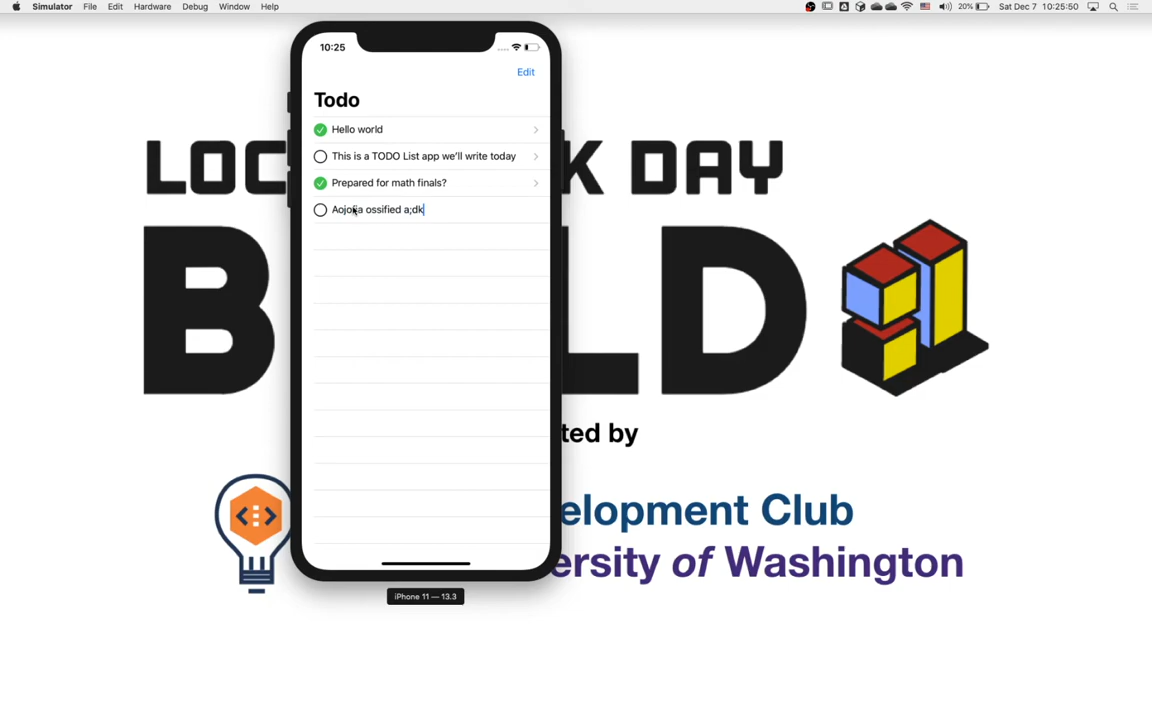 Simulator File Edit Hardware Debug Window Help
20% Sat Dec 7 10:25:50
10:25
Edit
Todo
Hello world
This is a TODO List app we'll write today
Prepared for math finals?
ossified a;dk
LOC K DAY
B LD
ted by
elopment Club
ersity of Washington
iPhone 11 — 13.3